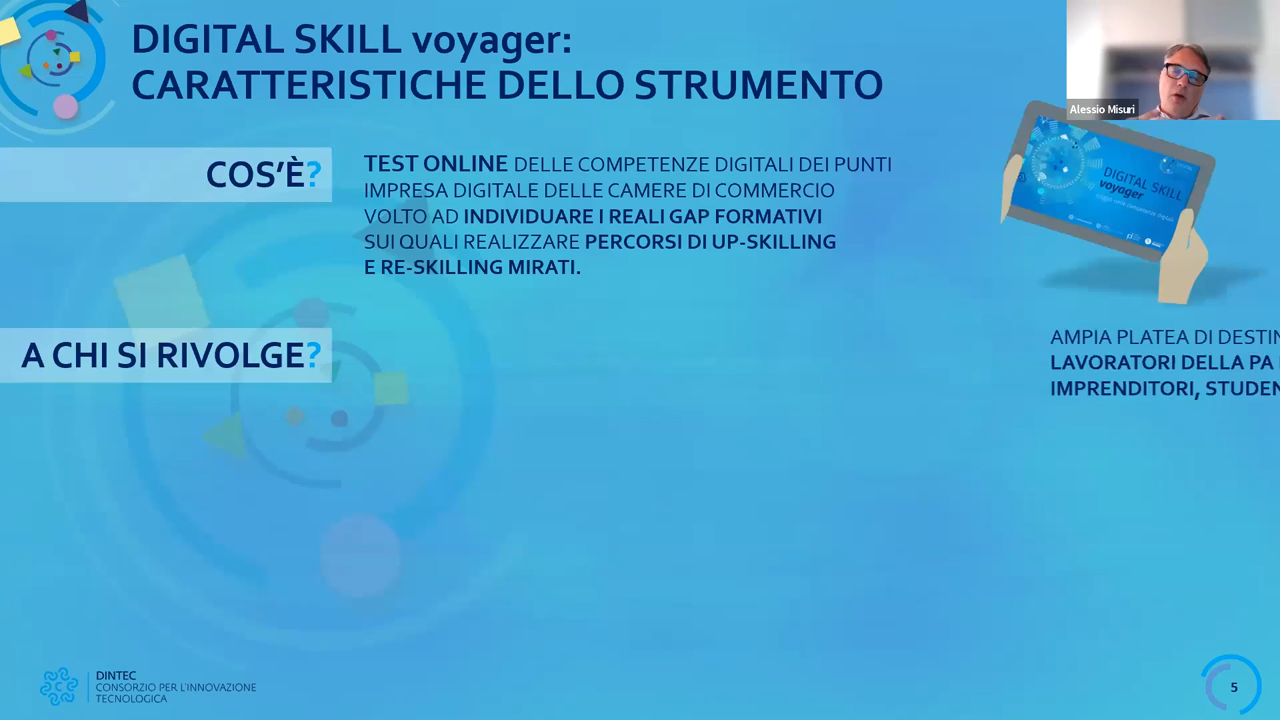 DIGITAL SKILL voyager:
CARATTERISTICHE DELLO STRUMENTO
Alessio Misuri
COS'È?
TEST ONLINE DELLE COMPETENZE DIGITALI DEI PUNTI
IMPRESA DIGITALE DELLE CAMERE DI COMMERCIO
VOLTO AD INDIVIDUARE I REALI GAP FORMATIVI
SUI QUALI REALIZZARE PERCORSI DI UP-SKILLING
E RE-SKILLING MIRATI.
DIGITAL SKILL
voyager
A CHI SI RIVOLGE?
AMPIA PLATEA DI DESTIN
LAVORATORI DELLA PA
IMPRENDITORI, STUDEN
DINTEC
CONSORZIO PER L'INNOVAZIONE
TECNOLOGICA
5